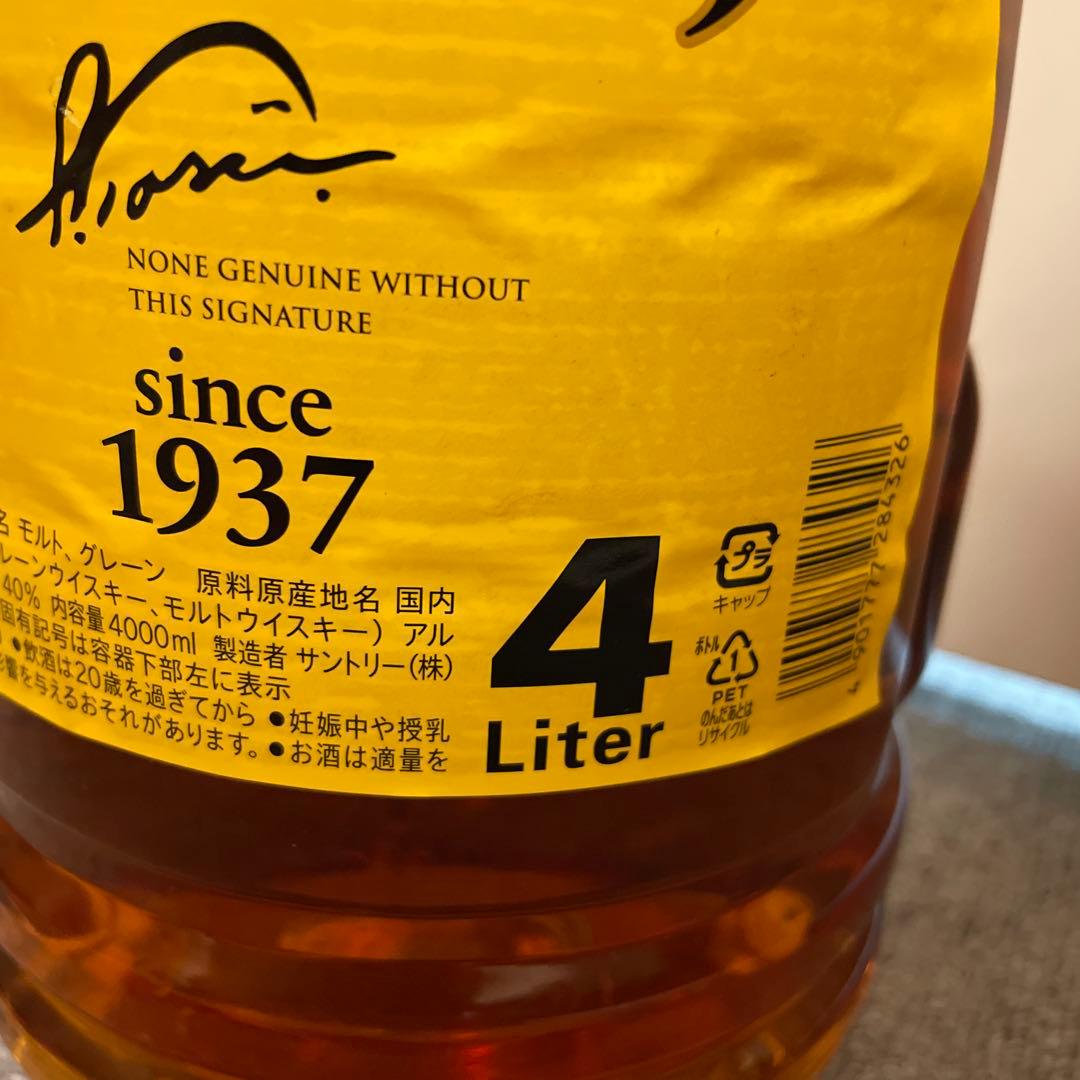 NONE GENUINE WITHOUT
THIS SIGNATURE
since
1937
名 モルト、グレーン 原料原産地名 国内
レーンウイスキー、モルトウイスキー) アル
40% 内容量4000ml 製造者 サントリー(株)
固有記号は容器下部左に表示
●飲酒は20歳を過ぎてから ●妊娠中や授乳
影響を与えるおそれがあります。●お酒は適量を
4
Liter
プラ
キャップ
ボトル
1
PET
のんだあとは
リサイクル
4 901777 284326